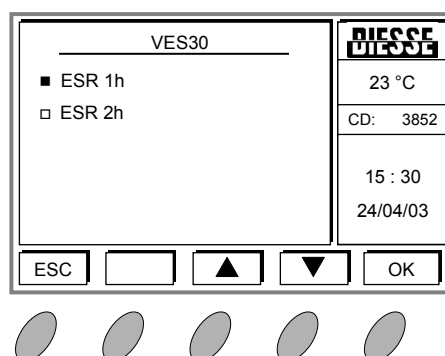 VES30
■ ESR 1h
□ ESR 2h
DIESSE
23 °C
CD: 3852
15 : 30
24/04/03
ESC ▲ ▼ OK